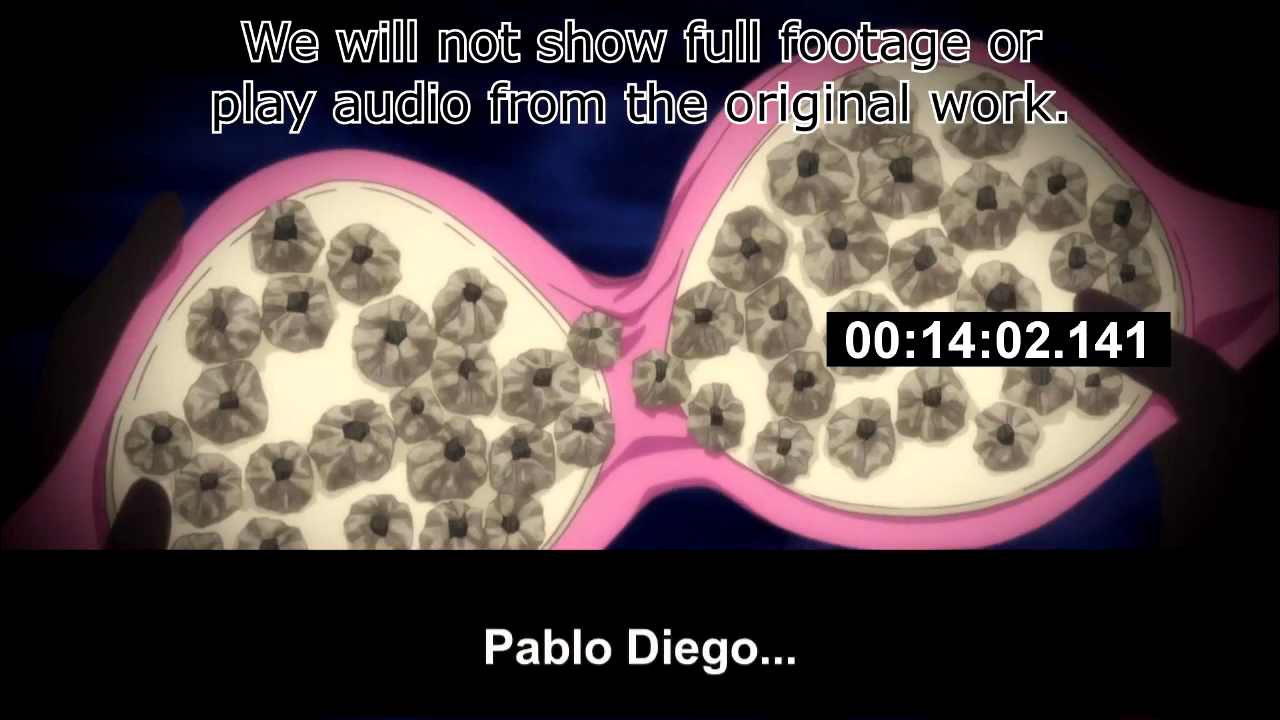 We will not show full footage or
play audio from the original work.
00:14:02.141
Pablo Diego...